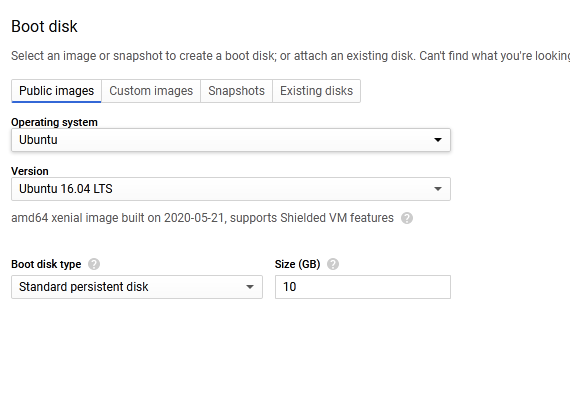 Boot disk
Select an image or snapshot to create a boot disk; or attach an existing disk. Can't find what you're looking
Public images Custom images Snapshots Existing disks
Operating system
Ubuntu
Version
Ubuntu 16.04 LTS
amd64 xenial image built on 2020-05-21, supports Shielded VM features ?
Boot disk type ? Size (GB) ?
Standard persistent disk 10